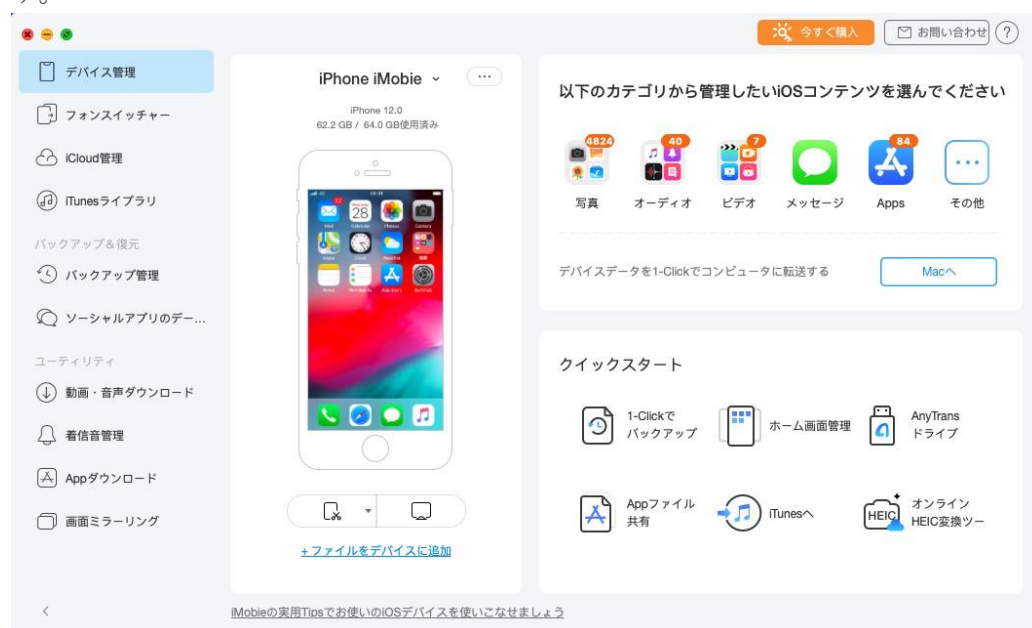 す。
今すぐ購入
お問い合わせ
?
デバイス管理
フォンスイッチャー
iCloud管理
iTunesライブラリ
バックアップ&復元
バックアップ管理
ソーシャルアプリのデー...
ユーティリティ
動画・音声ダウンロード
着信音管理
Appダウンロード
画面ミラーリング
iPhone iMobie
iPhone 12.0
62.2 GB / 64.0 GB使用済み
28
+ファイルをデバイスに追加
以下のカテゴリから管理したいiOSコンテンツを選んでください
4824
40
7
84
写真
オーディオ
ビデオ
メッセージ
Apps
その他
デバイスデータを1-Clickでコンピュータに転送する
Macへ
クイックスタート
1-Clickで
バックアップ
ホーム画面管理
AnyTrans
ドライブ
Appファイル
共有
iTunesへ
HEIC
オンライン
HEIC変換ツー
iMobieの実用Tipsでお使いのiOSデバイスを使いこなせましょう